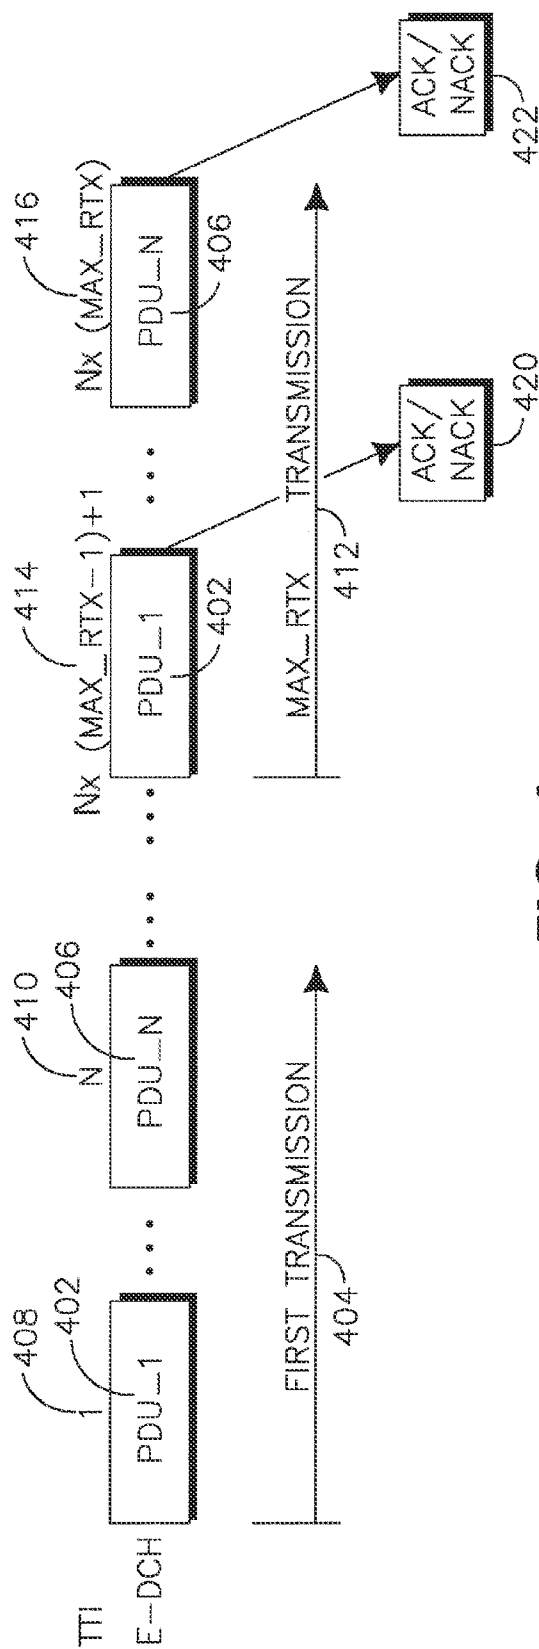 TTI
408
1
410
N
414
Nx (MAX_RTX-1)+1
416
Nx (MAX_RTX)
E-DCH
402
PDU_1
• • •
406
PDU_N
• • • • • •
PDU_1
402
• • •
PDU_N
406
FIRST TRANSMISSION
404
MAX_RTX TRANSMISSION
412
ACK/
NACK
420
ACK/
NACK
422